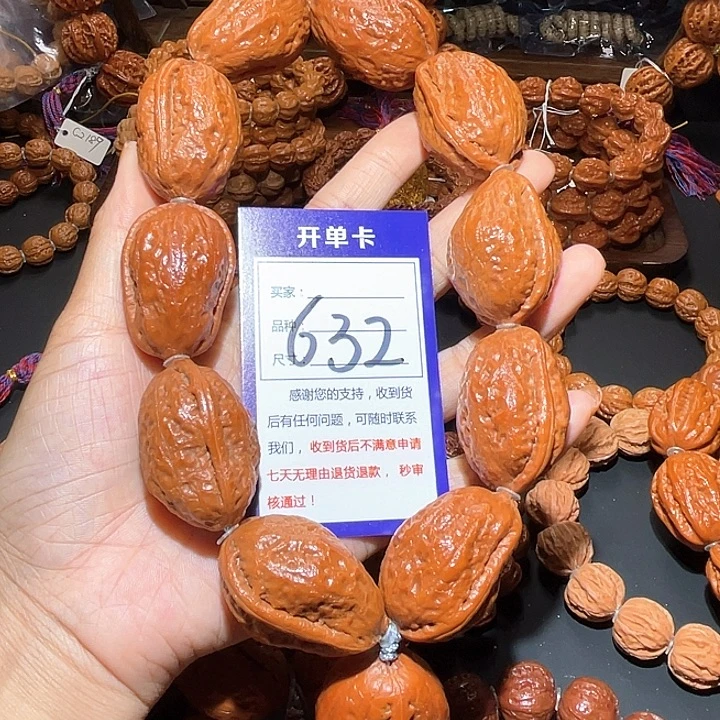 开单卡
买家：
品种：
尺寸：
632
感谢您的支持，收到货
后有任何问题，可随时联系
我们，收到货后不满意申请
七天无理由退货退款，秒审
核通过！